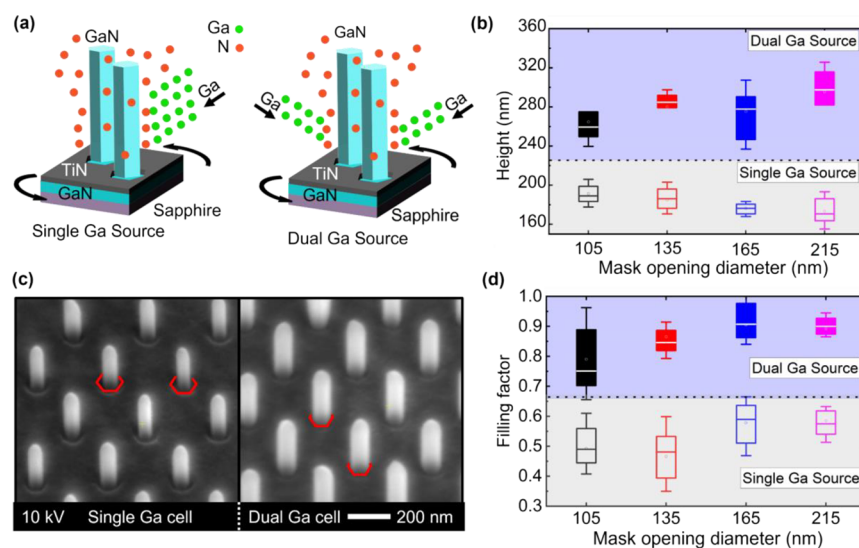 (a)
GaN
Ga
N
Ga
TiN
GaN
Sapphire
Single Ga Source
GaN
Ga
Ga
TiN
GaN
Sapphire
Dual Ga Source
(b)
Height (nm)
360
320
280
240
200
160
Dual Ga Source
Single Ga Source
105 135 165 215
Mask opening diameter (nm)
(c)
10 kV Single Ga cell Dual Ga cell 200 nm
(d)
Filling factor
1.0
0.9
0.8
0.7
0.6
0.5
0.4
0.3
Dual Ga Source
Single Ga Source
105 135 165 215
Mask opening diameter (nm)